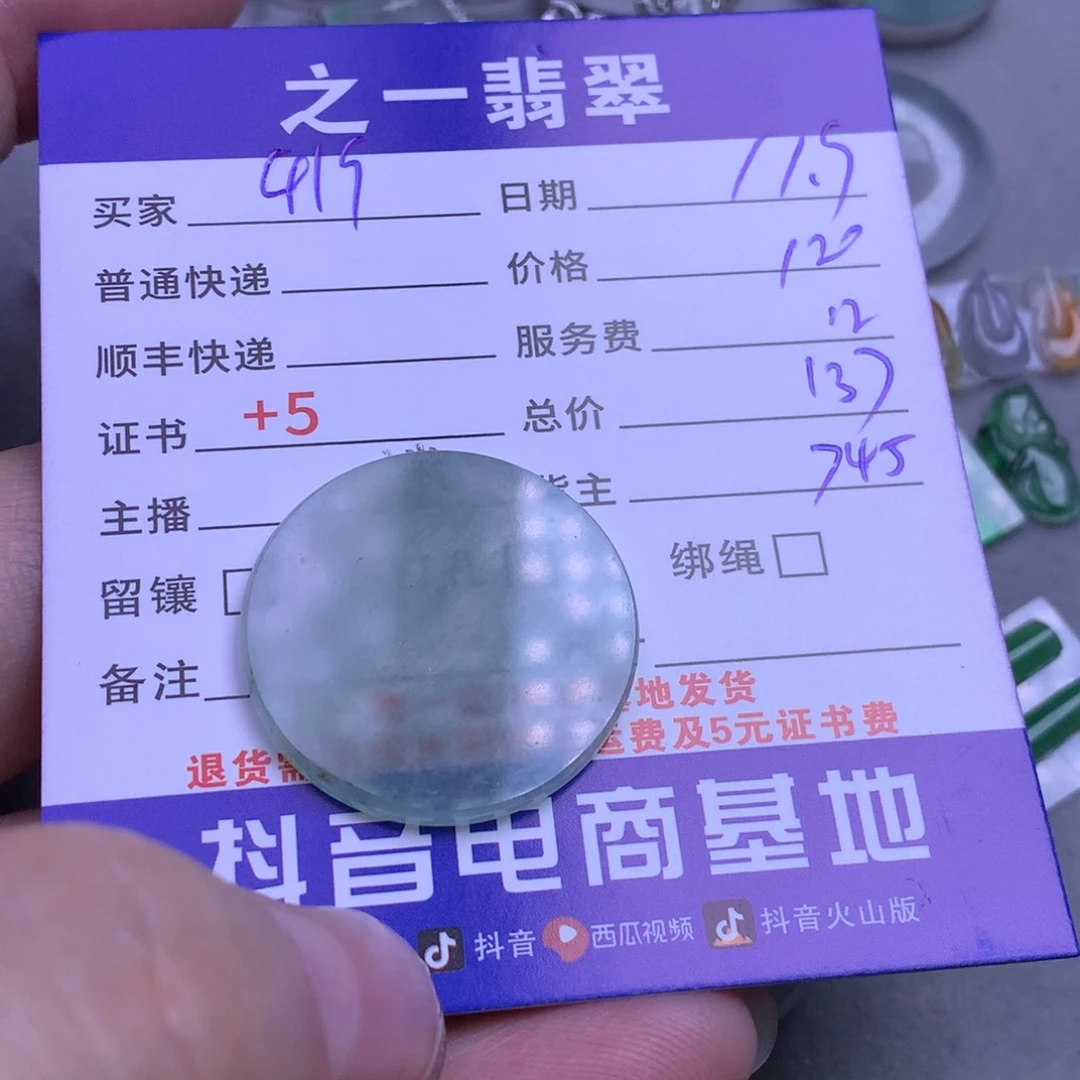 之一翡翠
买家 419 日期 11.9
普通快递 价格 120
顺丰快递 服务费 12
证书 +5 总价 137
主播 货主 745
留镶 绑绳
备注
地发货
退货需 运费及5元证书费
抖音电商基地
抖音 西瓜视频 抖音火山版